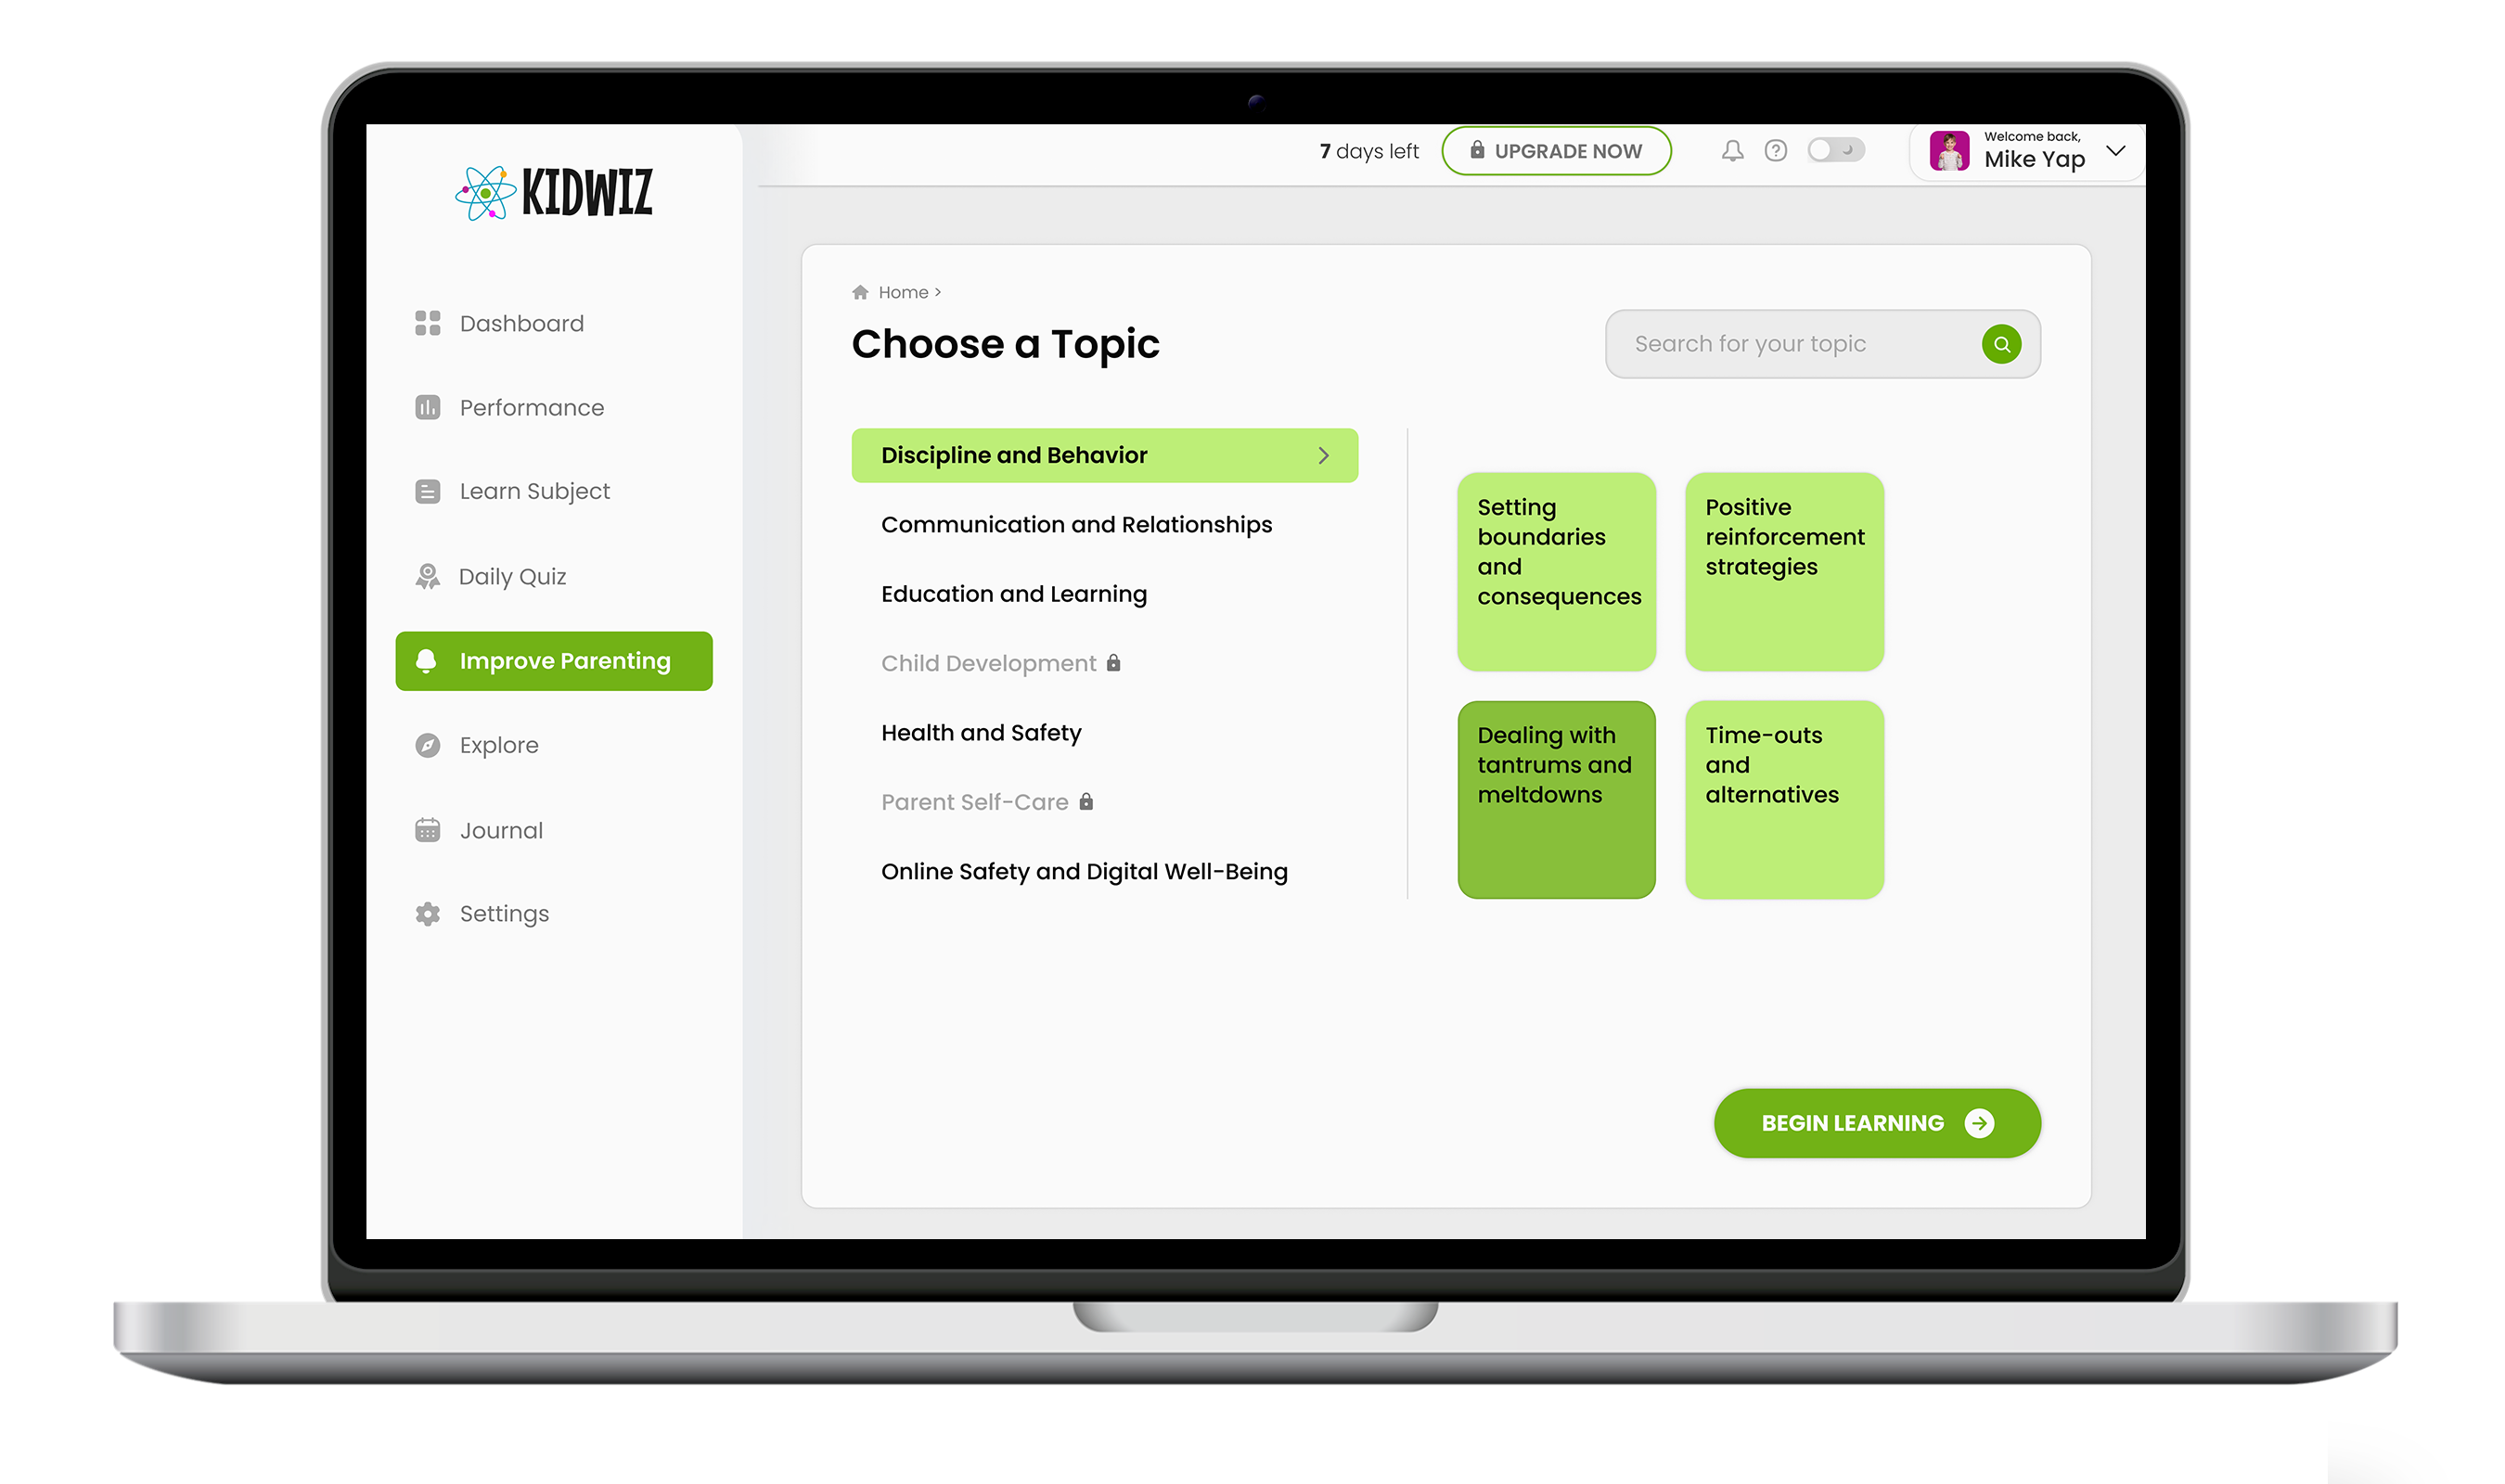 KIDWIZ
7 days left
UPGRADE NOW
Welcome back,
Mike Yap
Dashboard
Performance
Learn Subject
Daily Quiz
Improve Parenting
Explore
Journal
Settings
Home >
Choose a Topic
Search for your topic
Discipline and Behavior
Communication and Relationships
Education and Learning
Child Development
Health and Safety
Parent Self-Care
Online Safety and Digital Well-Being
Setting
boundaries
and
consequences
Positive
reinforcement
strategies
Dealing with
tantrums and
meltdowns
Time-outs
and
alternatives
BEGIN LEARNING